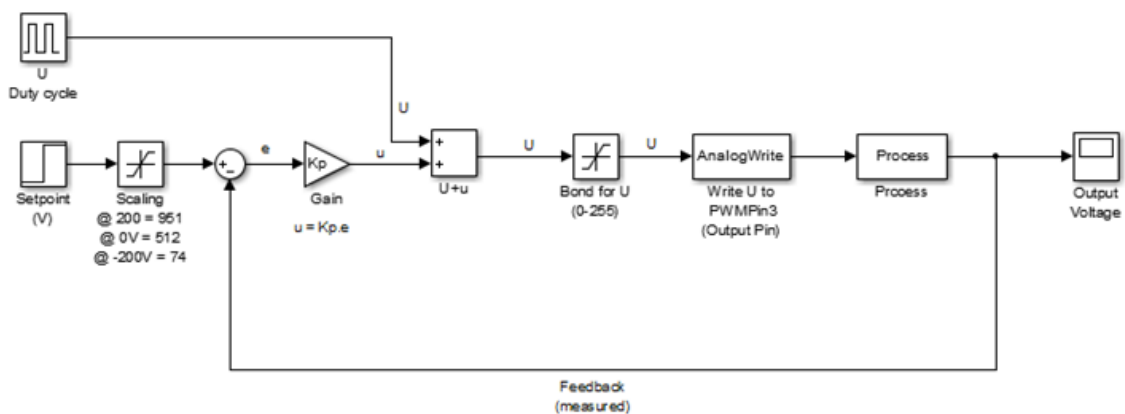 U
Duty cycle
U
Setpoint
(V)
Scaling
@ 200 = 951
@ 0V = 512
@ -200V = 74
+
−
e
Kp
Gain
u = Kp.e
u
+
+
U+u
U
Bond for U
(0-255)
U
AnalogWrite
Write U to
PWMPin3
(Output Pin)
Process
Process
Output
Voltage
Feedback
(measured)